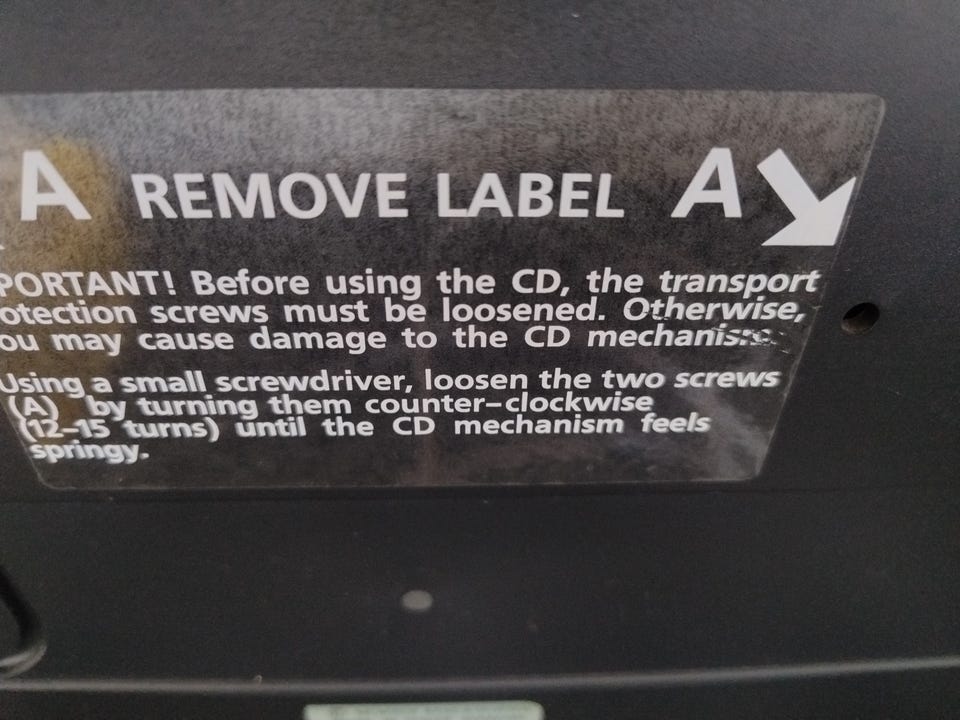 A REMOVE LABEL A
PORTANT! Before using the CD, the transport
otection screws must be loosened. Otherwise,
ou may cause damage to the CD mechanism.
Using a small screwdriver, loosen the two screws
(A) by turning them counter-clockwise
(12-15 turns) until the CD mechanism feels
springy.